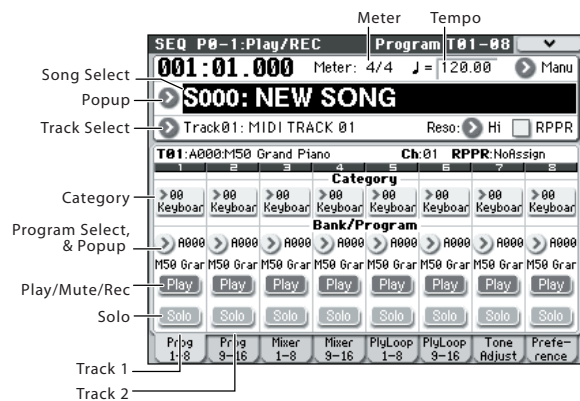 Meter Tempo
SEQ P0-1:Play/REC Program T01-08
001:01.000 Meter: 4/4 ♩= 120.00 Manu
Song Select
Popup
S000: NEW SONG
Track Select
Track01: MIDI TRACK 01 Reso: Hi RPPR
T01:A000:M50 Grand Piano Ch:01 RPPR:NoAssign
1 2 3 4 5 6 7 8
Category
Category
>00 >00 >00 >00 >00 >00 >00 >00
Keyboar Keyboar Keyboar Keyboar Keyboar Keyboar Keyboar Keyboar
Bank/Program
Program Select,
& Popup
A000 A000 A000 A000 A000 A000 A000 A000
M50 Grar M50 Grar M50 Grar M50 Grar M50 Grar M50 Grar M50 Grar M50 Grar
Play/Mute/Rec
Play Play Play Play Play Play Play Play
Solo
Solo Solo Solo Solo Solo Solo Solo Solo
Prog Prog Mixer Mixer PlyLoop PlyLoop Tone Prefe-
1-8 9-16 1-8 9-16 1-8 9-16 Adjust rence
Track 1
Track 2